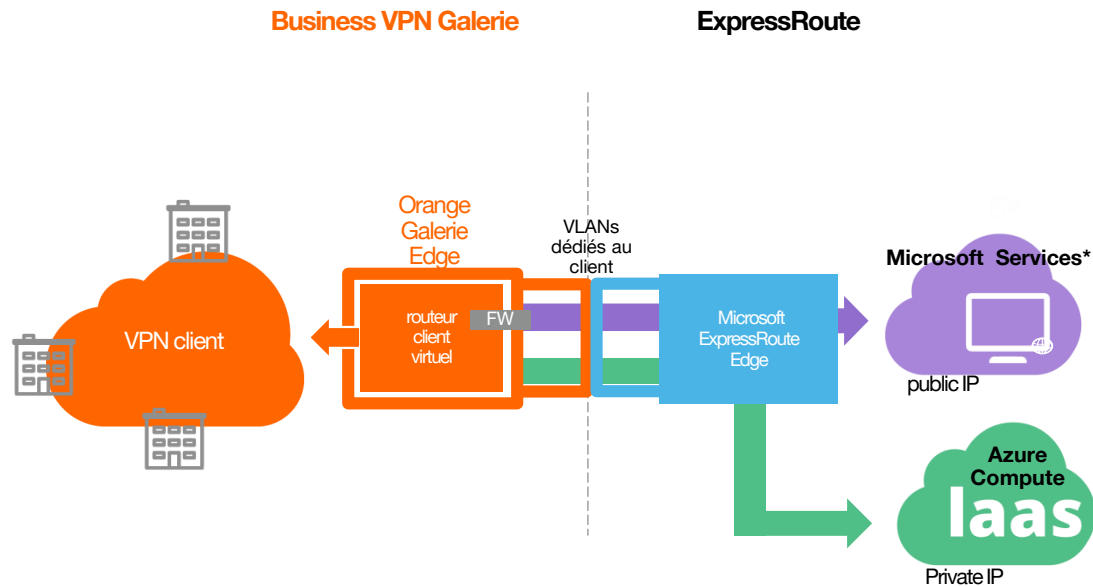 Business VPN Galerie
ExpressRoute
Orange
Galerie
Edge
VLANs
dédiés au
client
Microsoft Services*
VPN client
routeur
client
virtuel
FW
Microsoft
ExpressRoute
Edge
public IP
Azure
Compute
Iaas
Private IP